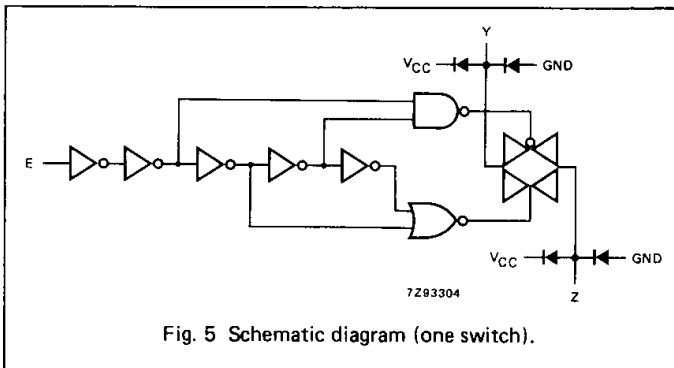 Y
VCC
GND
E
VCC
GND
7Z93304
Z
Fig. 5 Schematic diagram (one switch).